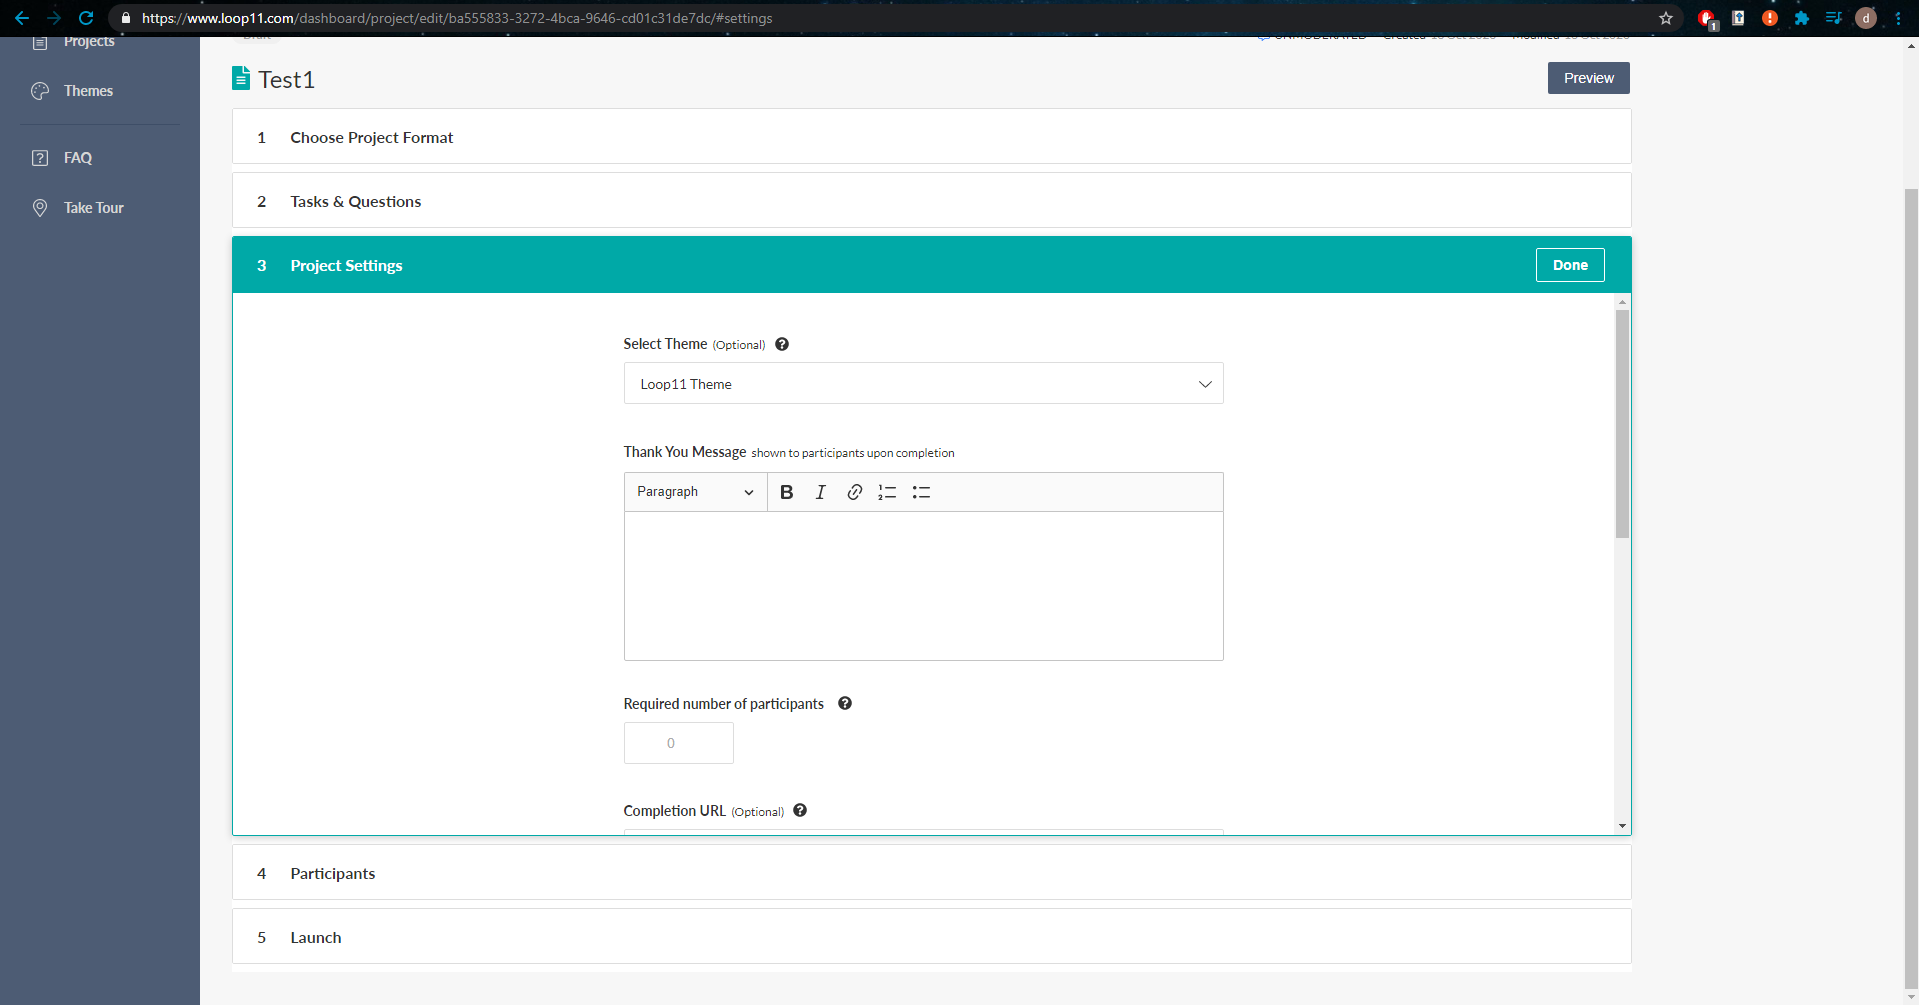 https://www.loop11.com/dashboard/project/edit/ba555833-3272-4bca-9646-cd01c31de7dc/#settings
1
d
Projects
Themes
FAQ
Take Tour
Test1
Preview
1 Choose Project Format
2 Tasks & Questions
3 Project Settings
Done
Select Theme (Optional)
Loop11 Theme
Thank You Message shown to participants upon completion
Paragraph
Required number of participants
0
Completion URL (Optional)
4 Participants
5 Launch